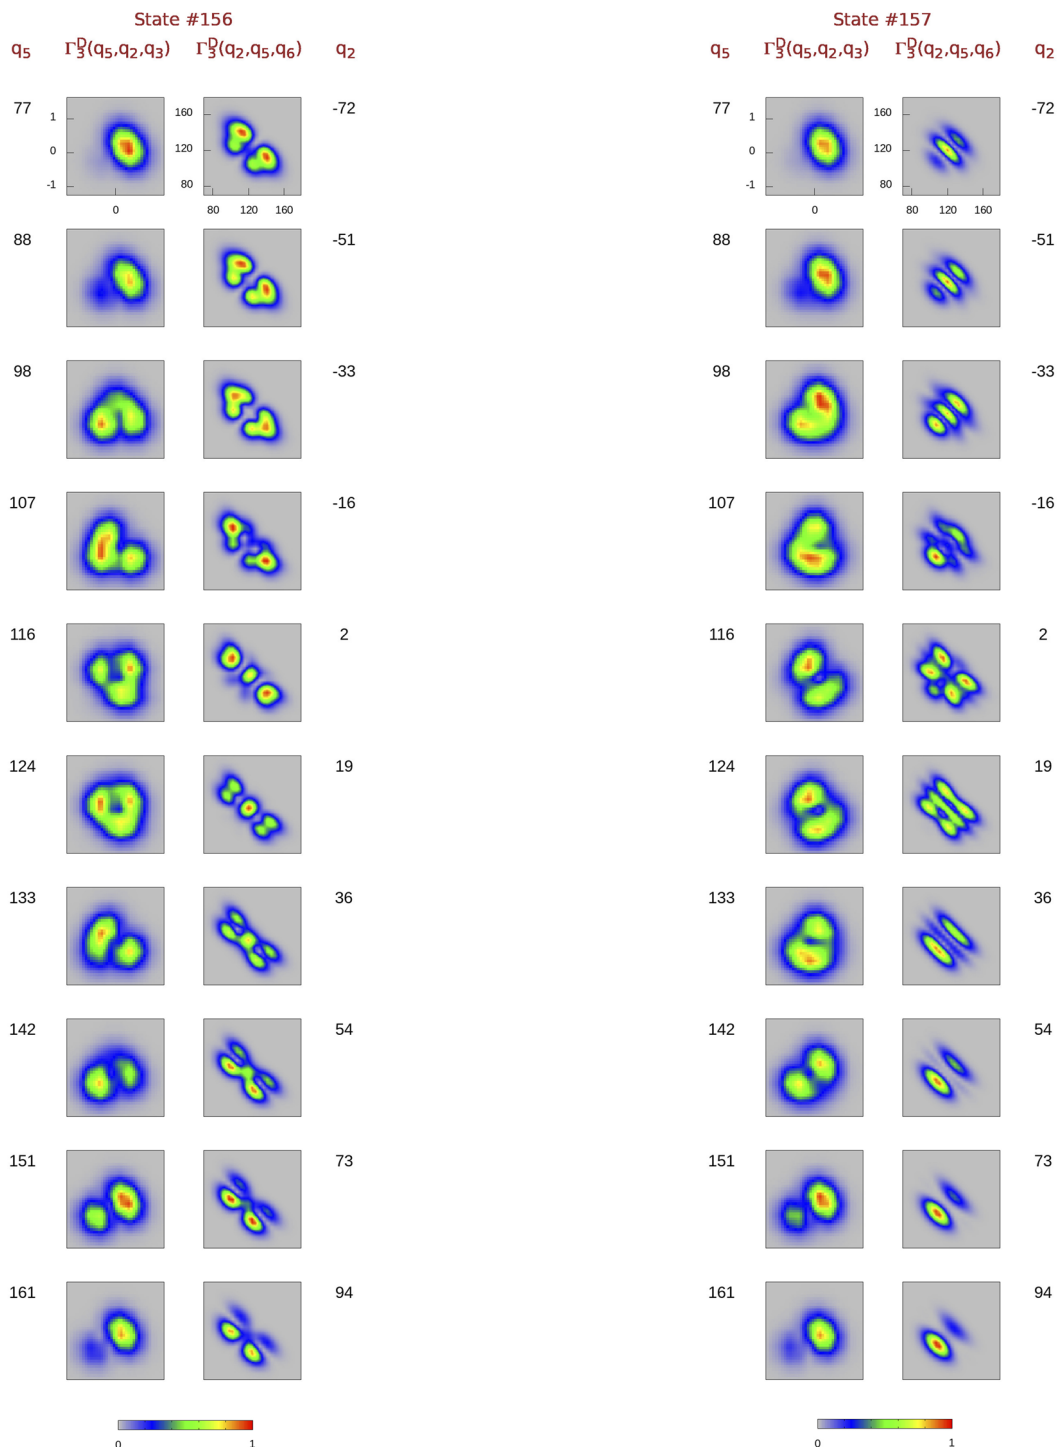 State #156 State #157
q5 Γ3D(q5,q2,q3) Γ3D(q2,q5,q6) q2 q5 Γ3D(q5,q2,q3) Γ3D(q2,q5,q6) q2
77 -72 77 -72
1 160 1 160
0 120 0 120
-1 80 -1 80
0 80 120 160 0 80 120 160
88 -51 88 -51
98 -33 98 -33
107 -16 107 -16
116 2 116 2
124 19 124 19
133 36 133 36
142 54 142 54
151 73 151 73
161 94 161 94
0 1 0 1